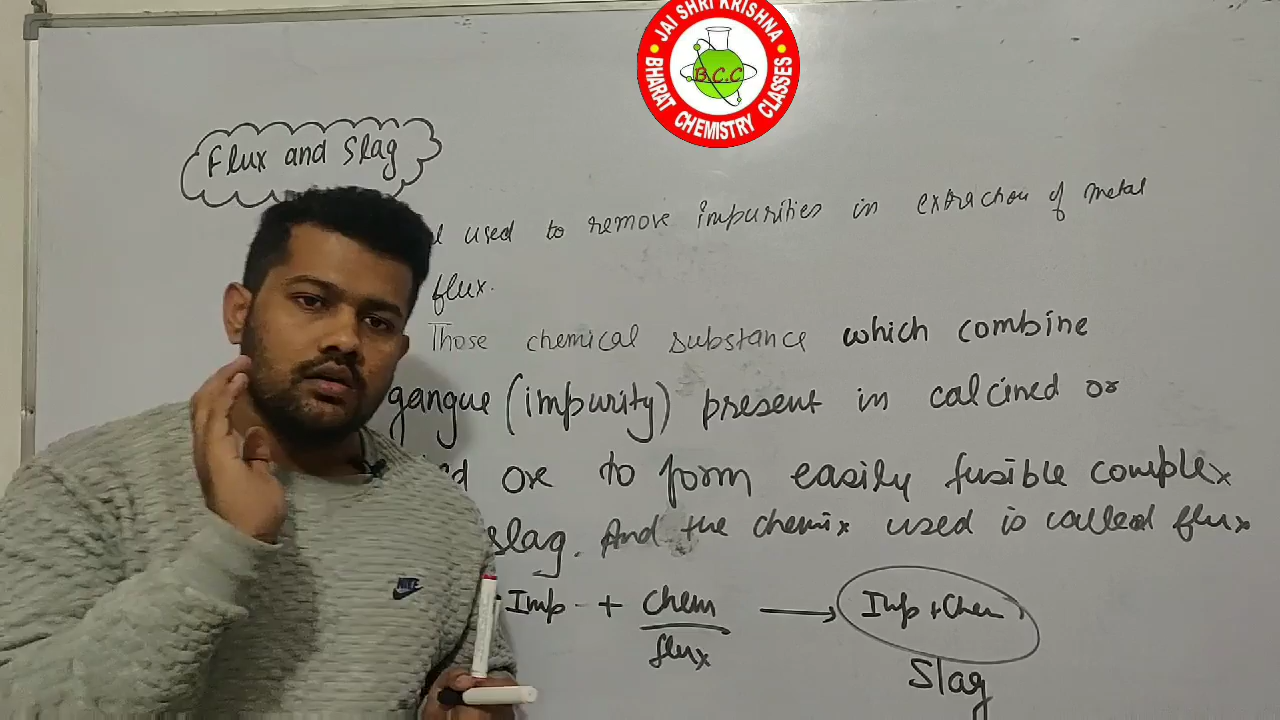 JAI SHRI KRISHNA
B.C.C
BHARAT CHEMISTRY CLASSES
Flux and Slag
used to remove impurities in extraction of metal
flux.
Those chemical substance which combine
gangue (impurity) present in calcined or
ore to form easily fusible complex
slag. And the chemix used is called flux
Imp + Chem → Imp + Chem
flux
Slag
NIKE